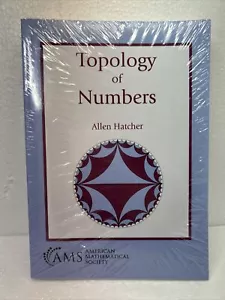 Topology
of
Numbers
Allen Hatcher
AMS
AMERICAN
MATHEMATICAL
SOCIETY